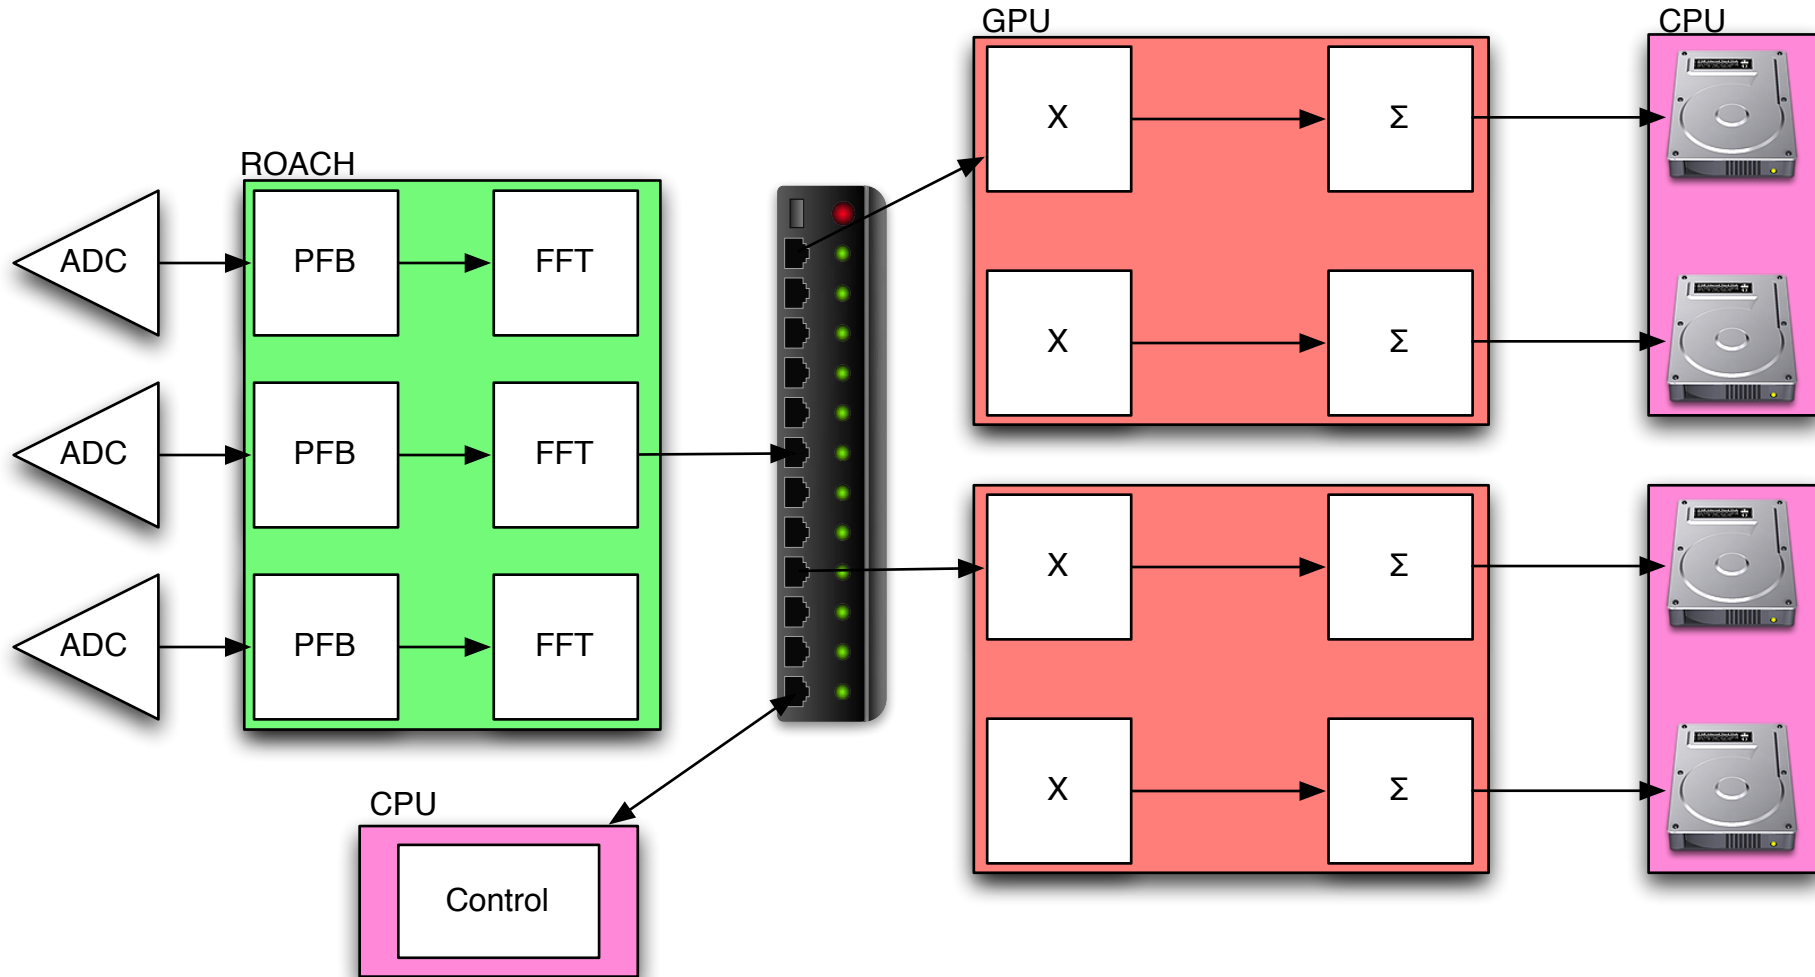 GPU
CPU
X
Σ
ROACH
ADC
PFB
FFT
X
Σ
ADC
PFB
FFT
X
Σ
ADC
PFB
FFT
X
Σ
CPU
Control